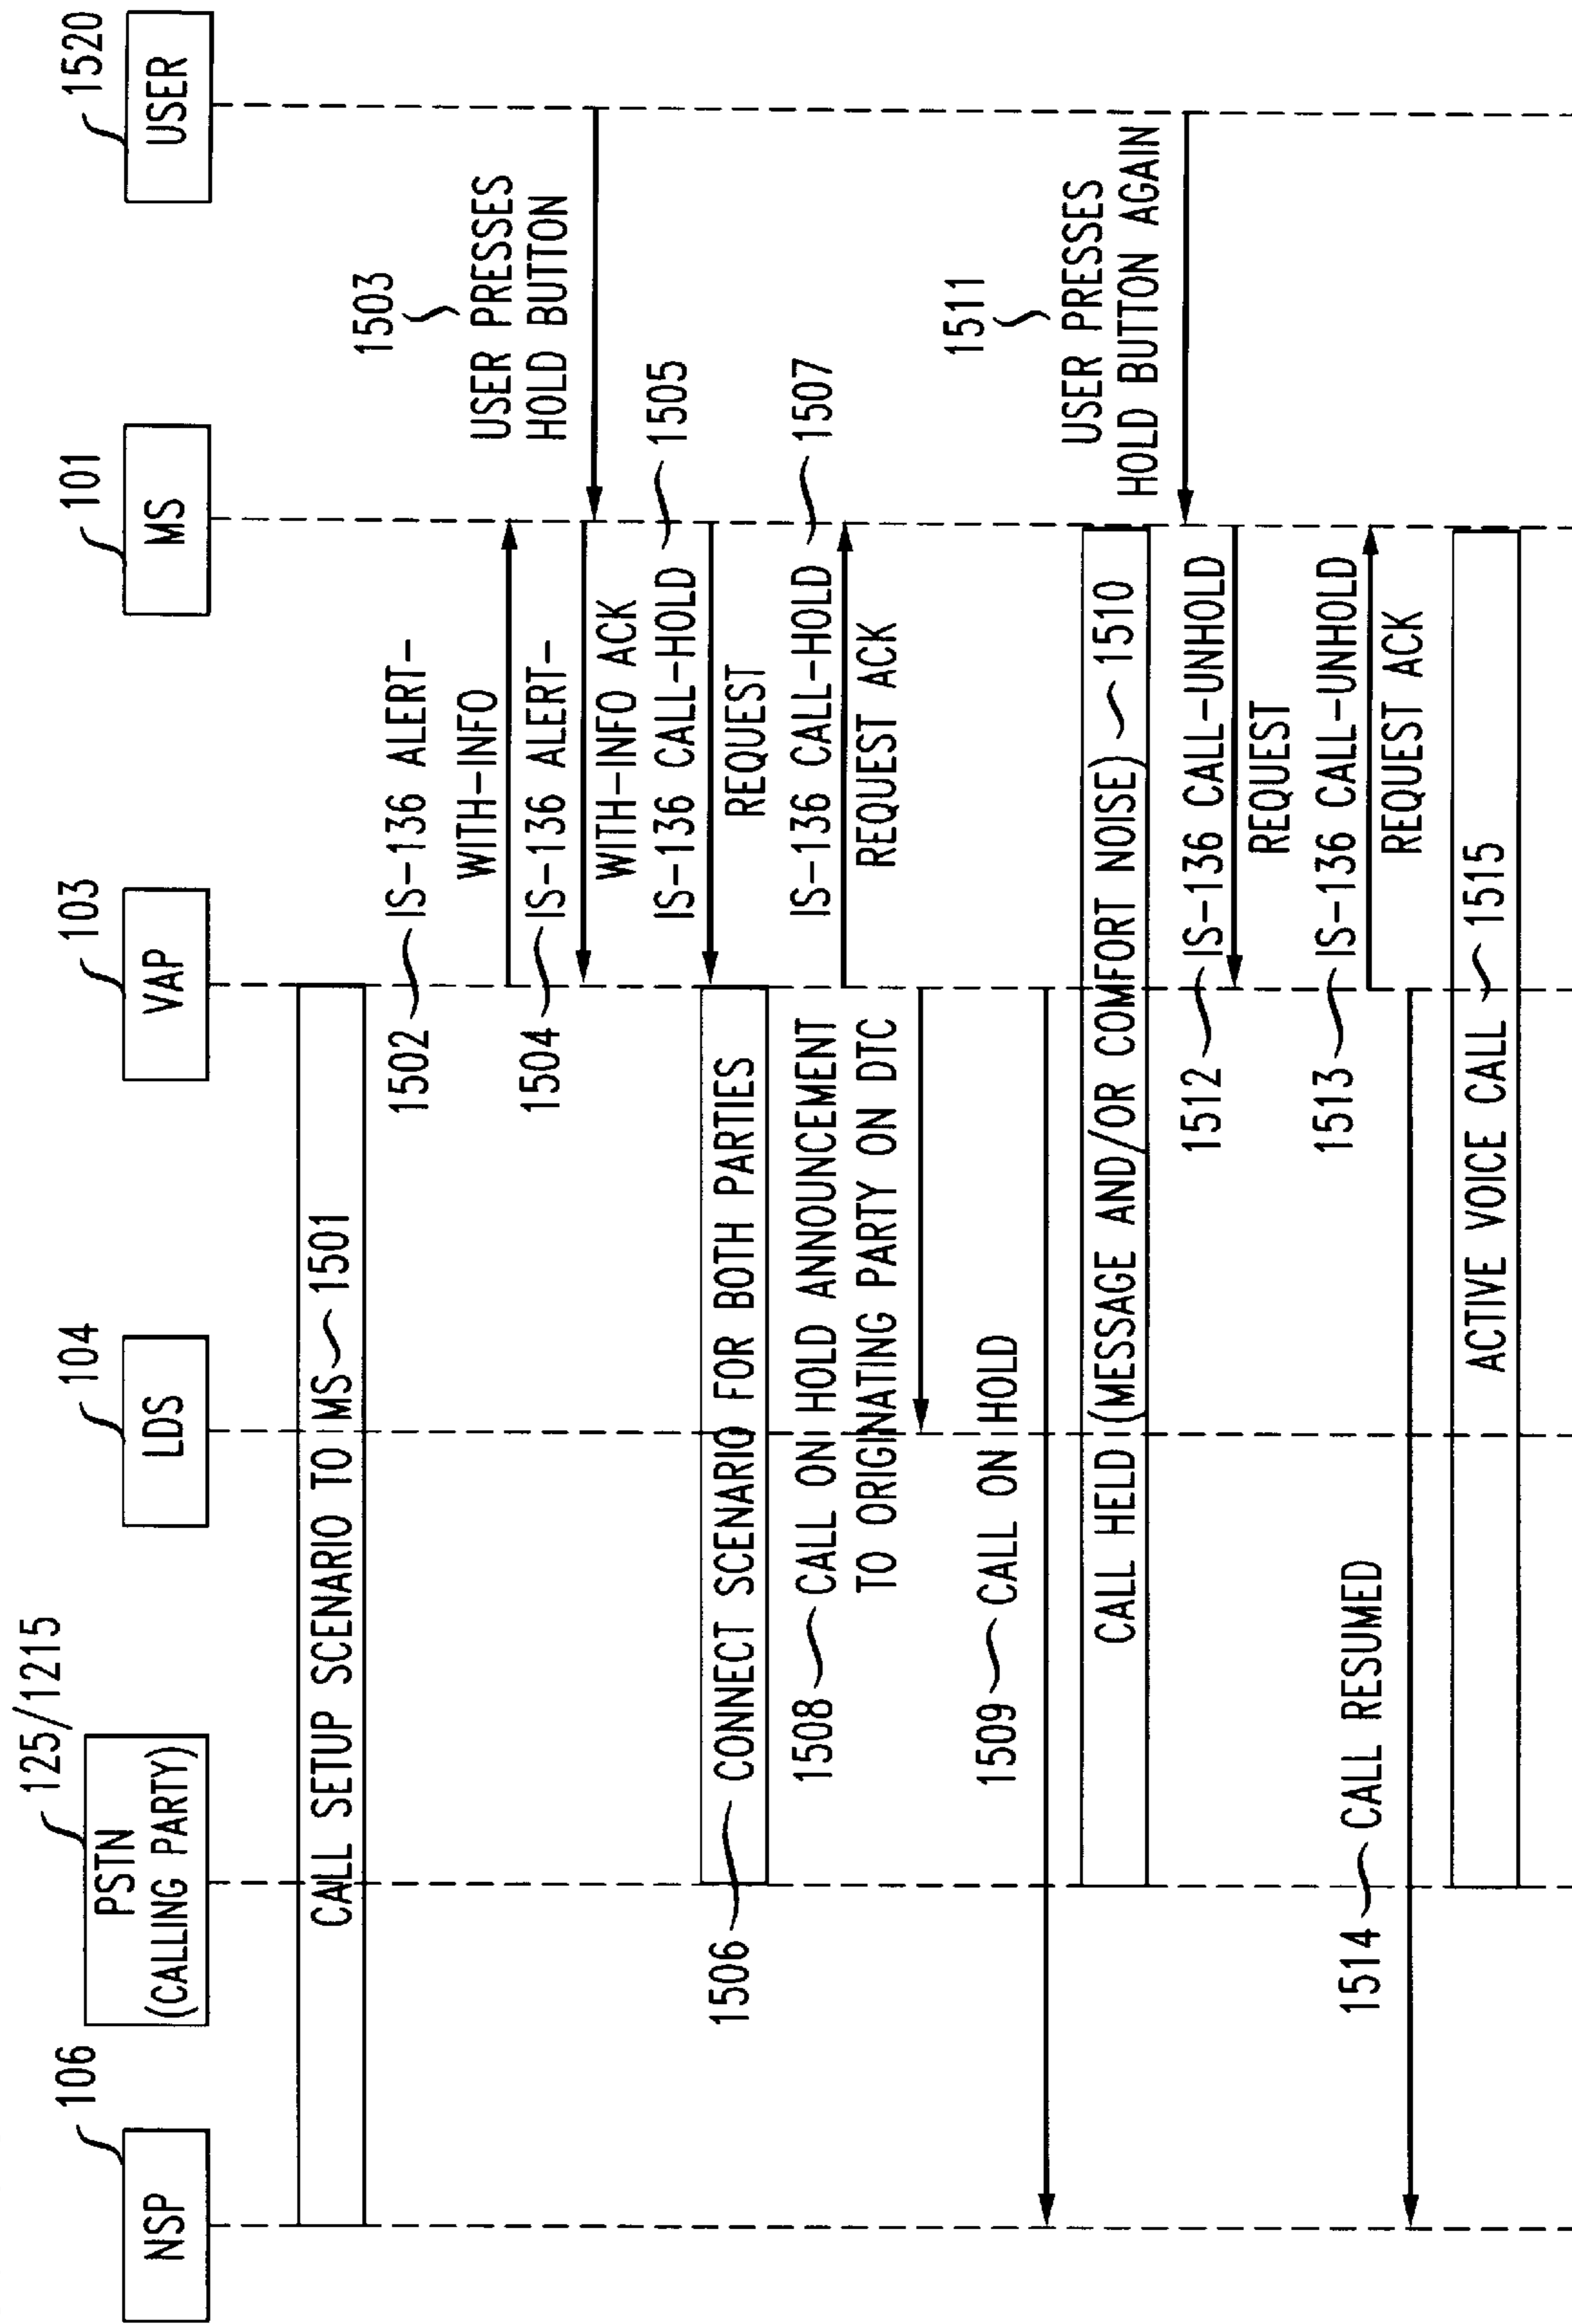 106
NSP
125/1215
PSTN
(CALLING PARTY)
104
LDS
103
VAP
101
MS
1520
USER
CALL SETUP SCENARIO TO MS 1501
1502 IS-136 ALERT-
WITH-INFO
1503
USER PRESSES
HOLD BUTTON
1504 IS-136 ALERT-
WITH-INFO ACK
IS-136 CALL-HOLD 1505
REQUEST
1506 CONNECT SCENARIO FOR BOTH PARTIES
IS-136 CALL-HOLD 1507
REQUEST ACK
1508 CALL ON HOLD ANNOUNCEMENT
TO ORIGINATING PARTY ON DTC
1509 CALL ON HOLD
CALL HELD (MESSAGE AND/OR COMFORT NOISE) 1510
1511
USER PRESSES
HOLD BUTTON AGAIN
1512 IS-136 CALL-UNHOLD
REQUEST
1513 IS-136 CALL-UNHOLD
REQUEST ACK
1514 CALL RESUMED
ACTIVE VOICE CALL 1515